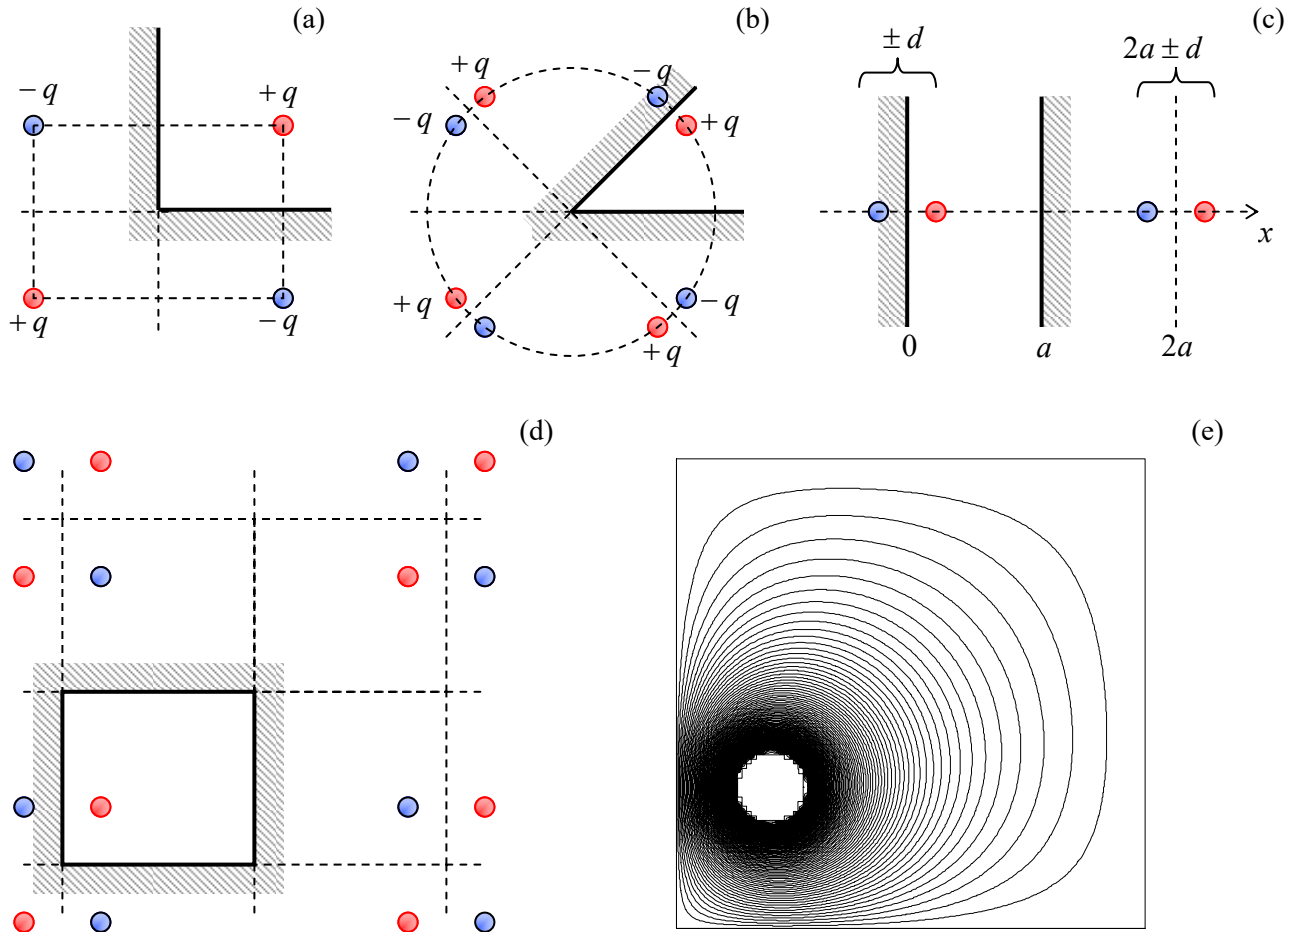 (a)
− q
+ q
+ q
− q
(b)
+ q
− q
− q
+ q
+ q
− q
+ q
(c)
± d
2a ± d
x
0
a
2a
(d)
(e)